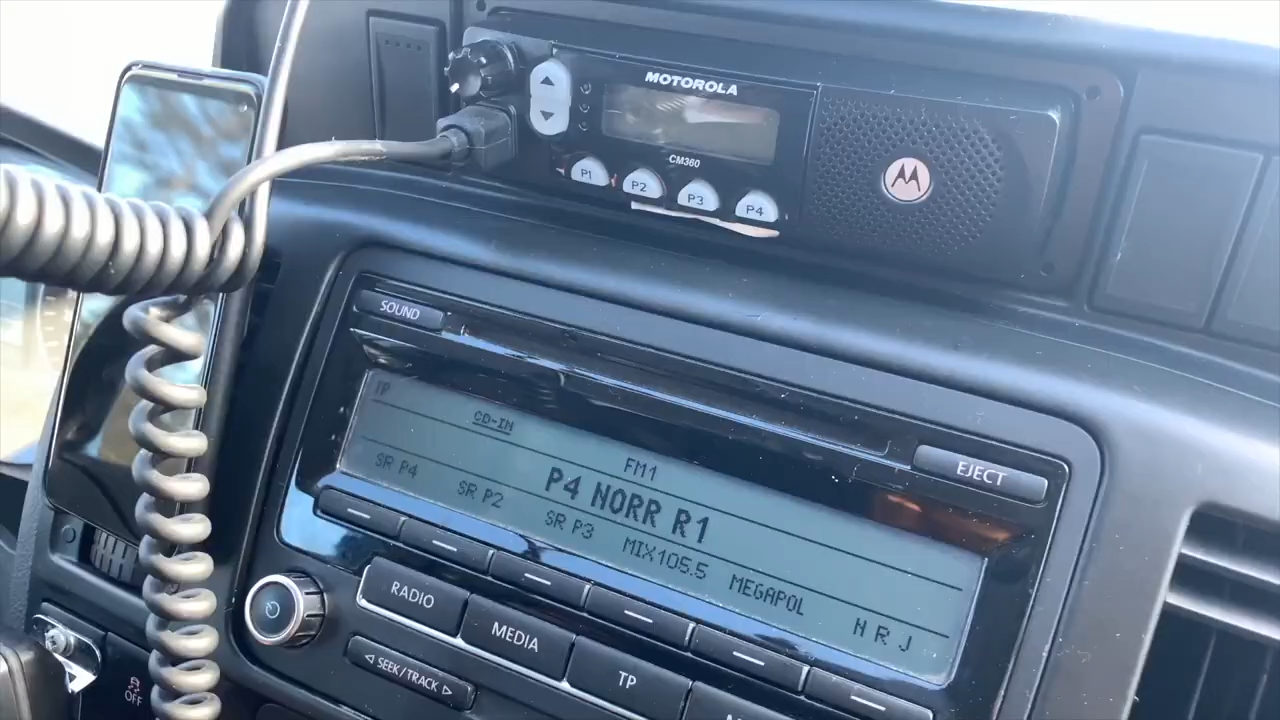 MOTOROLA
CM360
P1 P2 P3 P4
SOUND
EJECT
TP
CD-IN
FM1
P4 NORR R1
SR P4 SR P2 SR P3 MIX105.5 MEGAPOL N R J
RADIO MEDIA TP
SEEK/TRACK
OFF